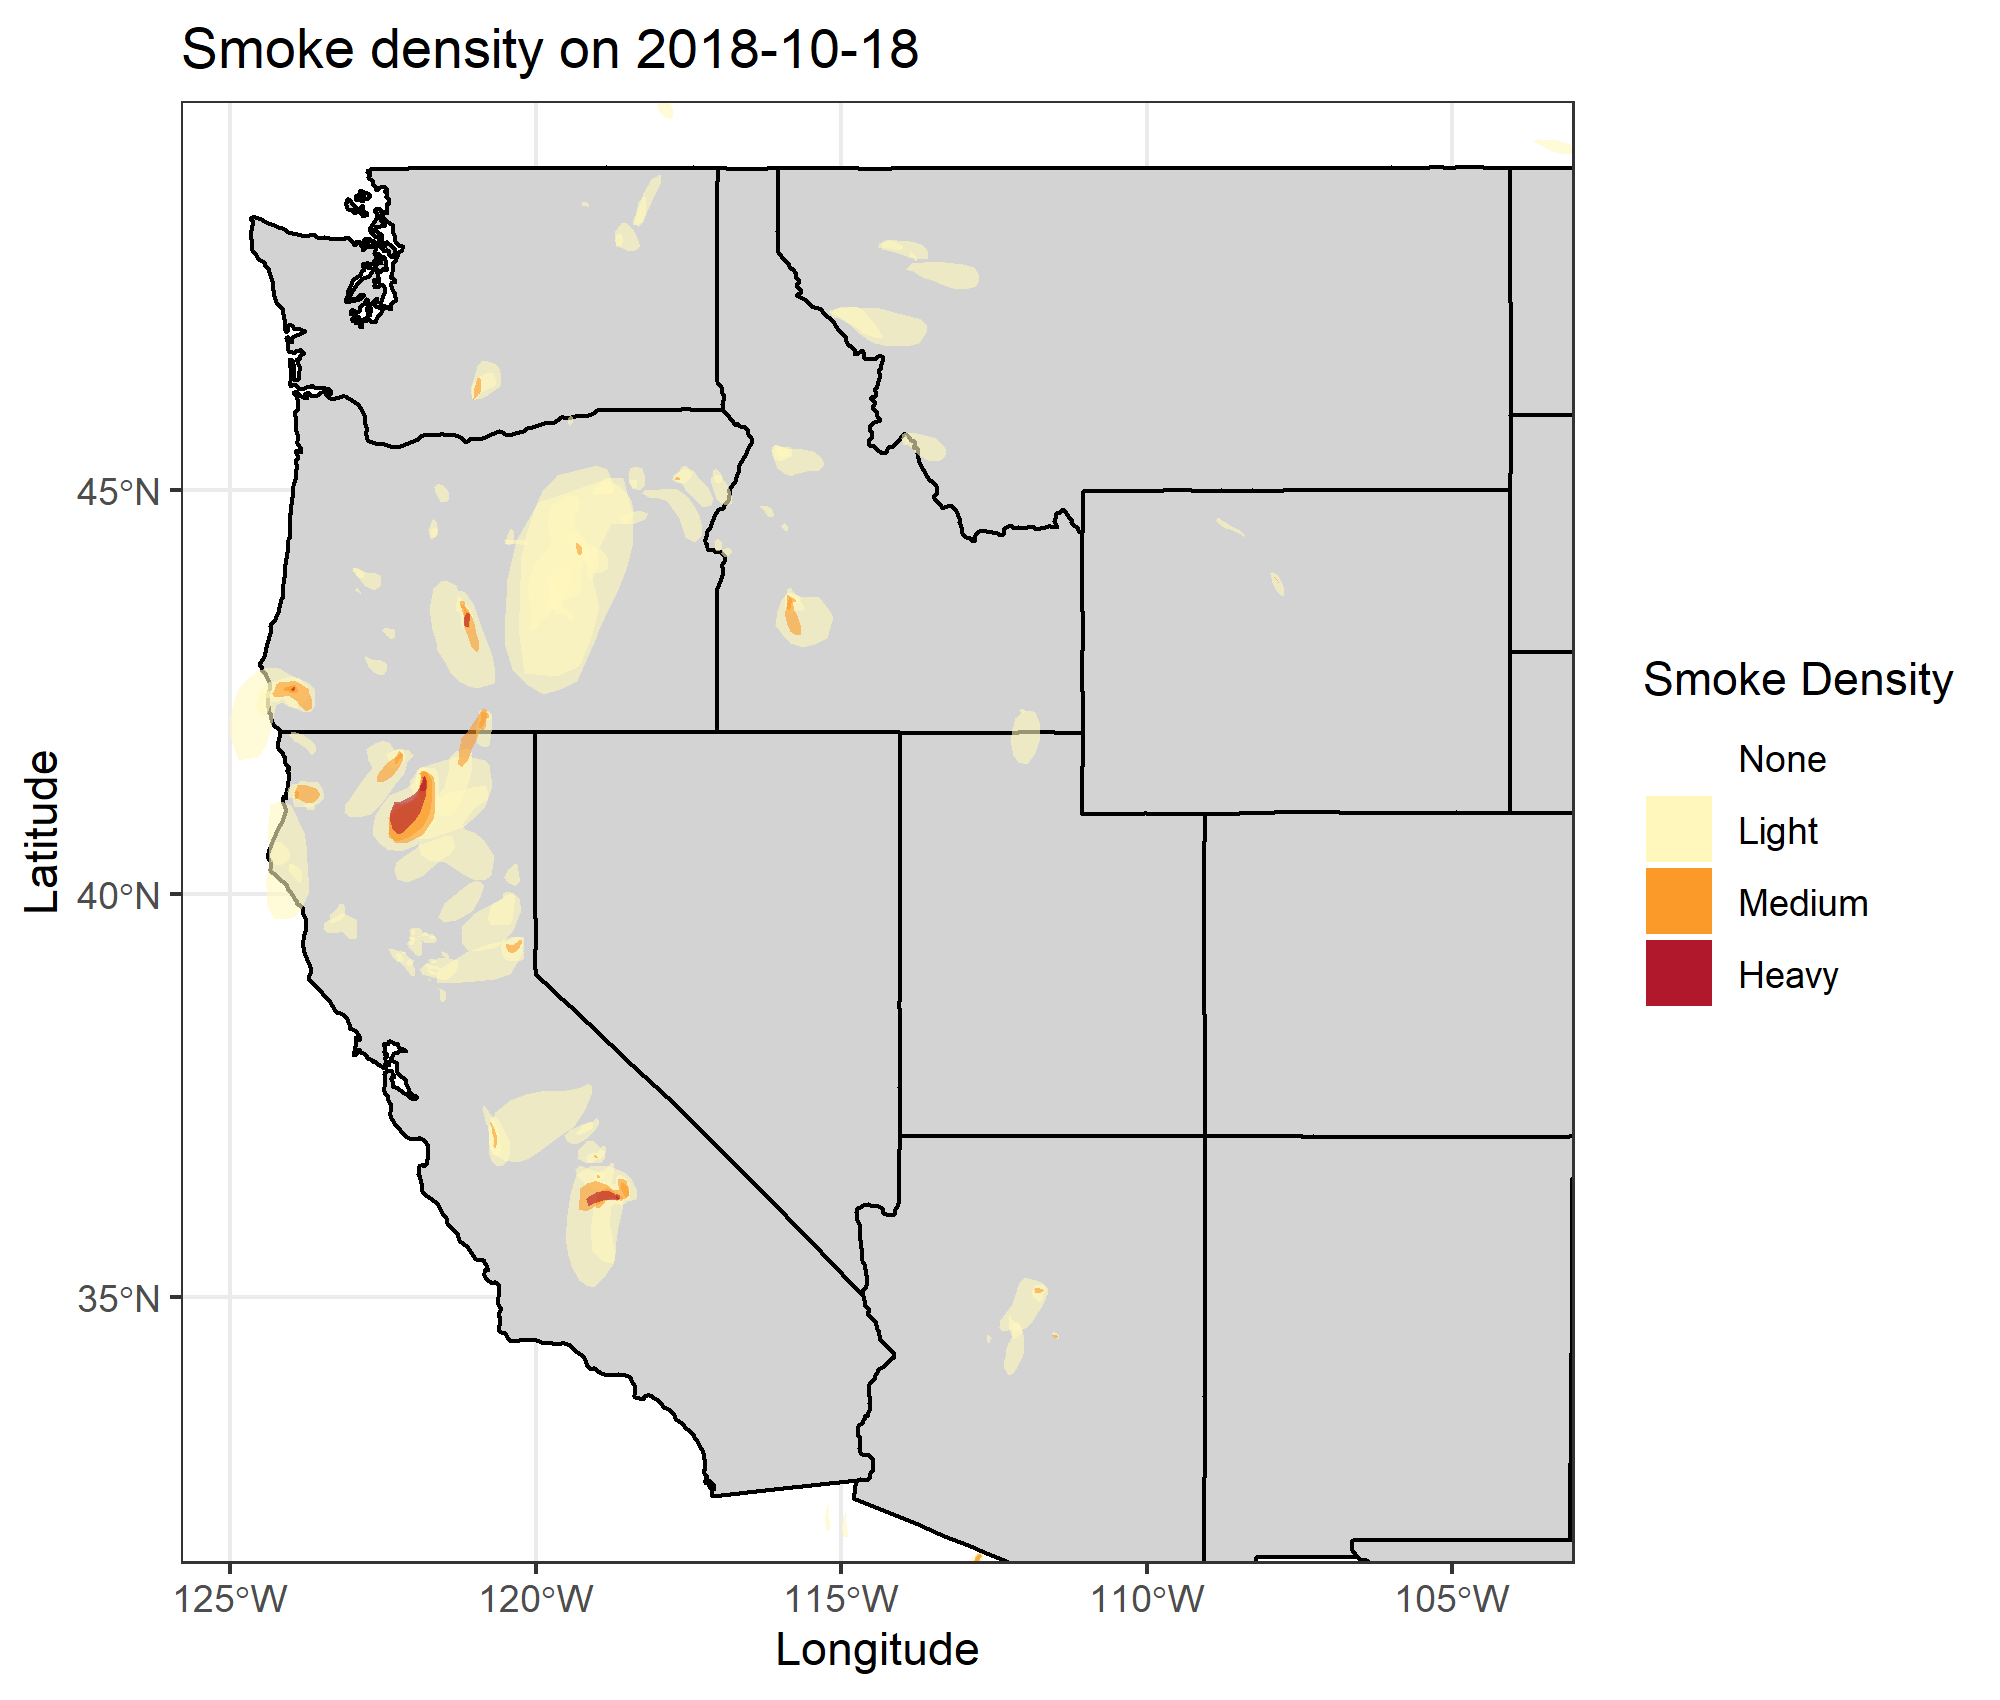 Smoke density on 2018-10-18
45°N
40°N
35°N
Latitude
125°W
120°W
115°W
110°W
105°W
Longitude
Smoke Density
None
Light
Medium
Heavy